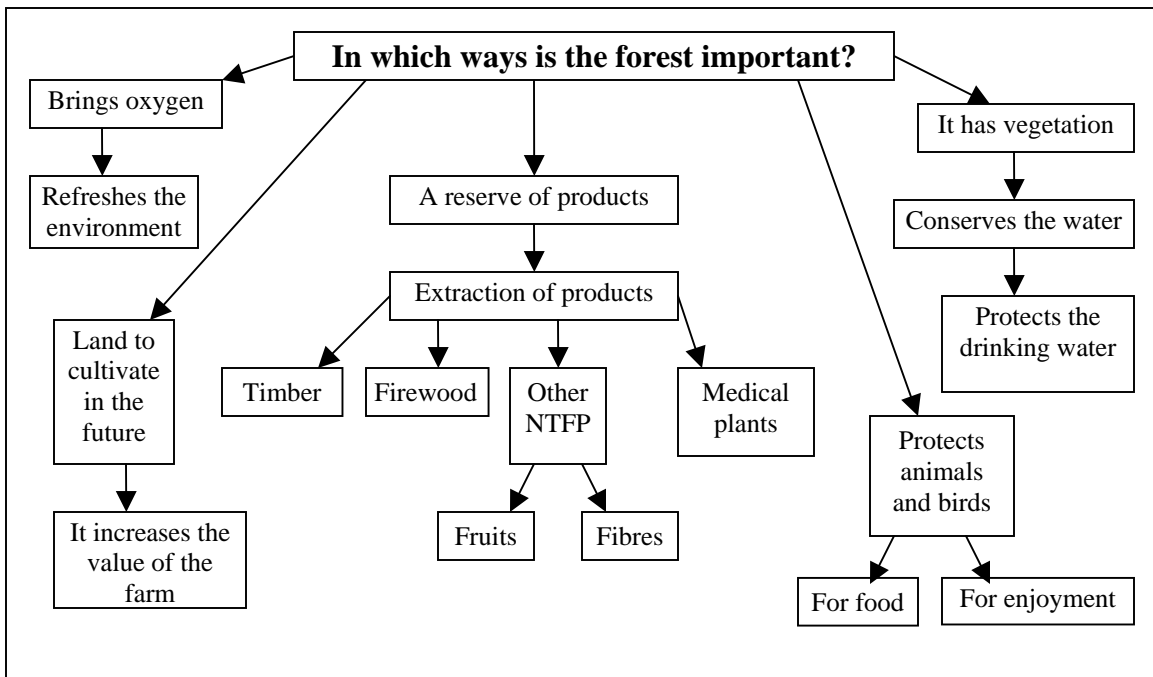 In which ways is the forest important?
Brings oxygen
Refreshes the
environment
Land to
cultivate
in the
future
It increases the
value of the
farm
A reserve of products
Extraction of products
Timber
Firewood
Other
NTFP
Medical
plants
Fruits
Fibres
Protects
animals
and birds
For food
For enjoyment
It has vegetation
Conserves the water
Protects the
drinking water